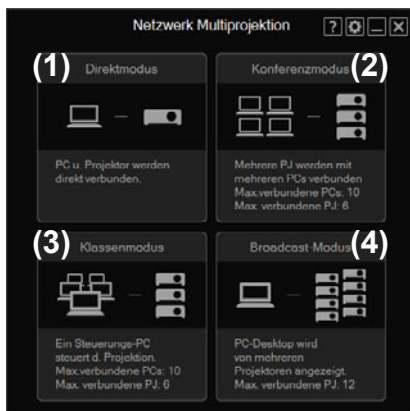 Netzwerk Multiprojektion
(1) Direktmodus
PC u. Projektor werden
direkt verbunden.
Konferenzmodus (2)
Mehrere PJ werden mit
mehreren PCs verbunden
Max.verbundene PCs: 10
Max. verbundene PJ: 6
(3) Klassenmodus
Ein Steuerungs-PC
steuert d. Projektion.
Max.verbundene PCs: 10
Max. verbundene PJ: 6
Broadcast-Modus (4)
PC-Desktop wird
von mehreren
Projektoren angezeigt.
Max. verbundene PJ: 12